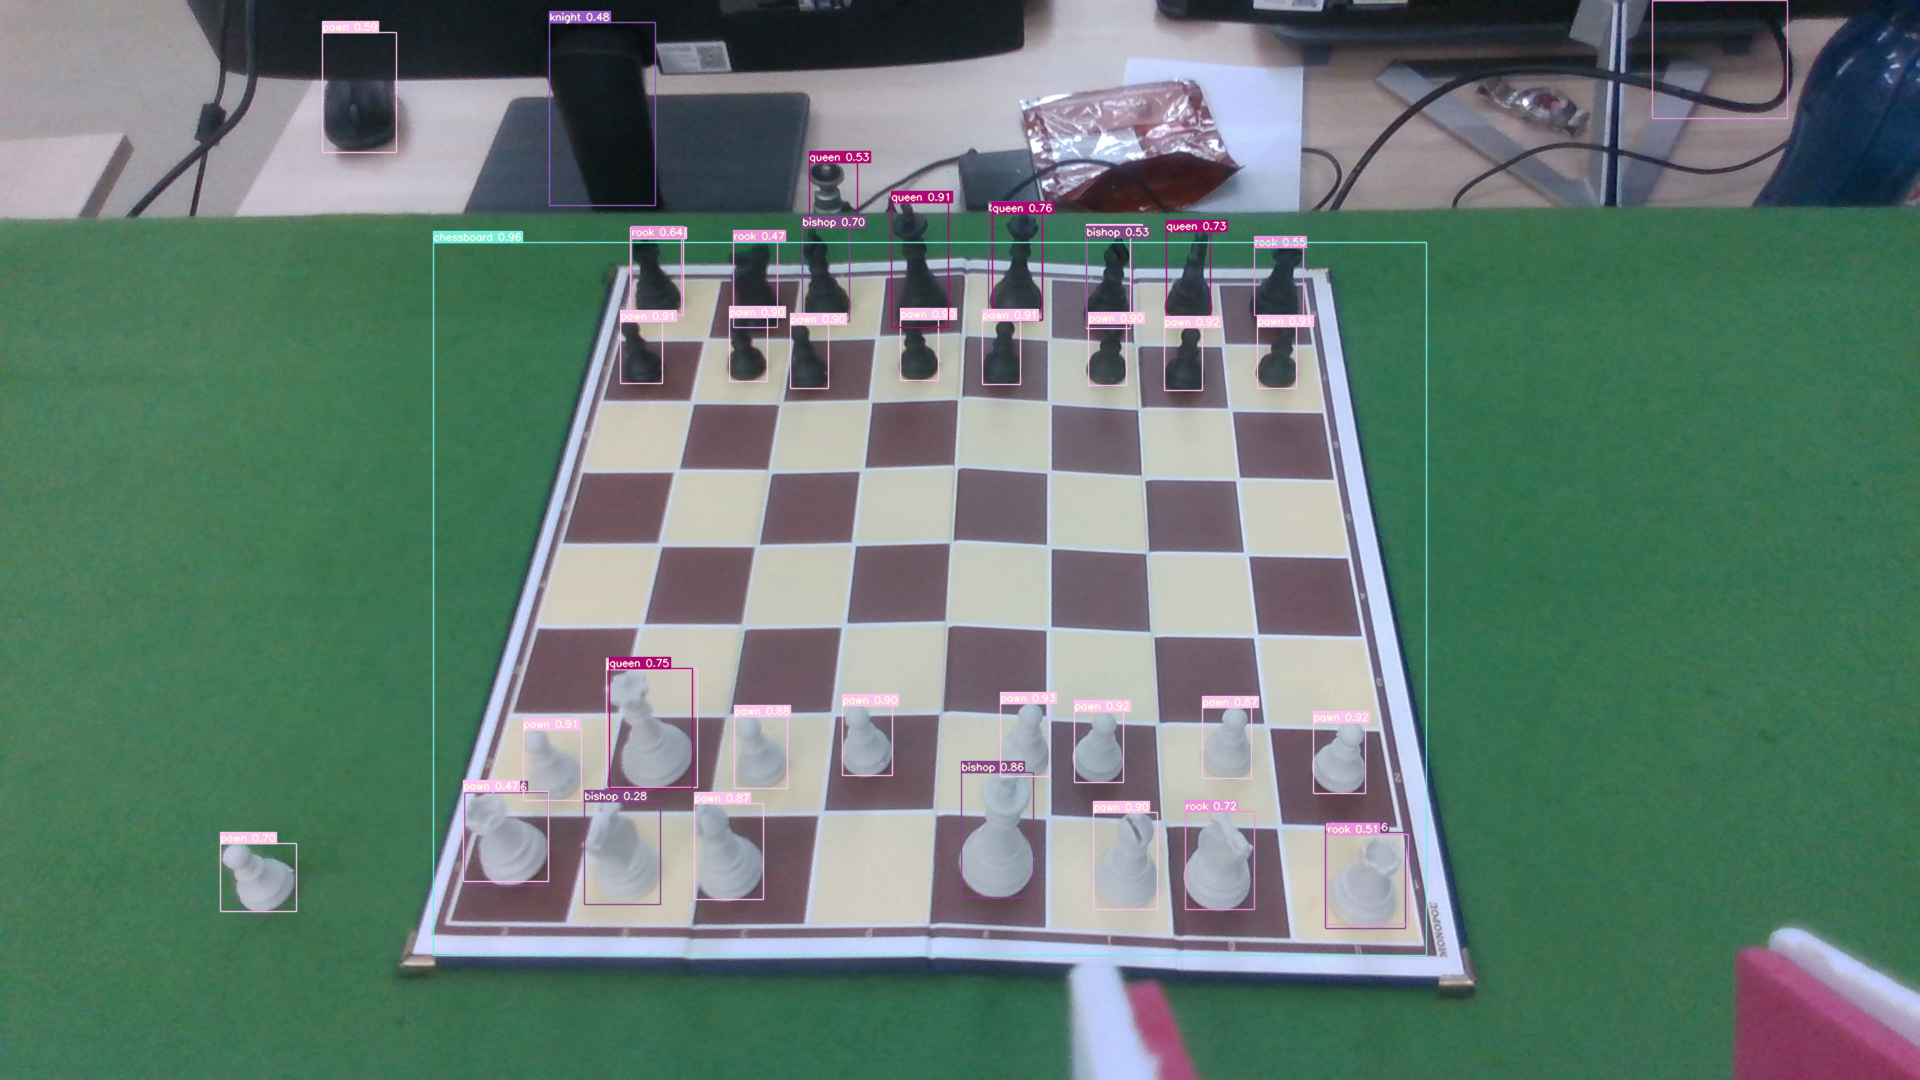 pawn 0.59
knight 0.48
queen 0.53
queen 0.91
queen 0.76
bishop 0.70
bishop 0.53
queen 0.73
chessboard 0.96
rook 0.64
rook 0.47
rook 0.55
pawn 0.91
pawn 0.90
pawn 0.90
pawn 0.90
pawn 0.91
pawn 0.90
pawn 0.92
pawn 0.91
queen 0.75
pawn 0.91
pawn 0.88
pawn 0.90
pawn 0.93
pawn 0.92
pawn 0.87
pawn 0.92
pawn 0.47
bishop 0.28
pawn 0.87
bishop 0.86
pawn 0.90
rook 0.72
rook 0.51
pawn 0.70
MONOPOL